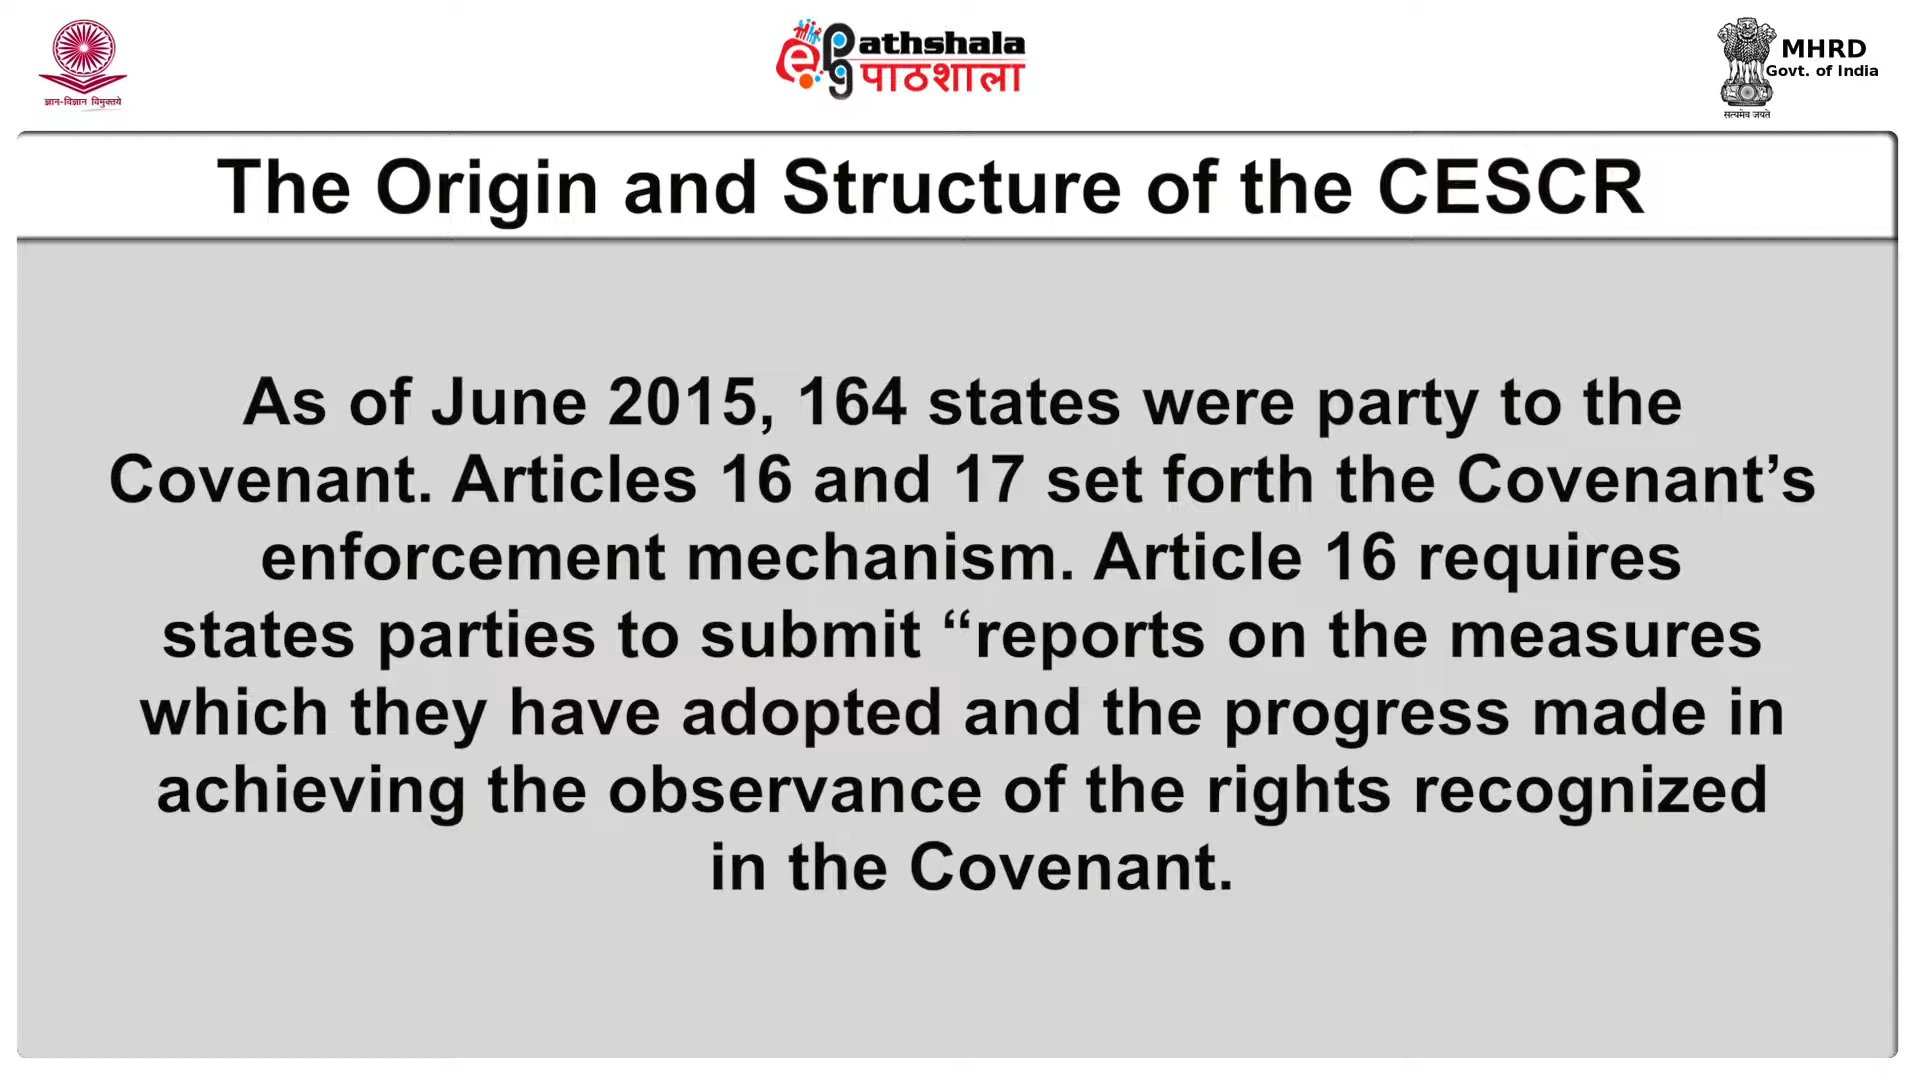 ज्ञान-विज्ञान विमुक्तये
epg Pathshala
पाठशाला
MHRD
Govt. of India
सत्यमेव जयते
The Origin and Structure of the CESCR
As of June 2015, 164 states were party to the
Covenant. Articles 16 and 17 set forth the Covenant’s
enforcement mechanism. Article 16 requires
states parties to submit “reports on the measures
which they have adopted and the progress made in
achieving the observance of the rights recognized
in the Covenant.